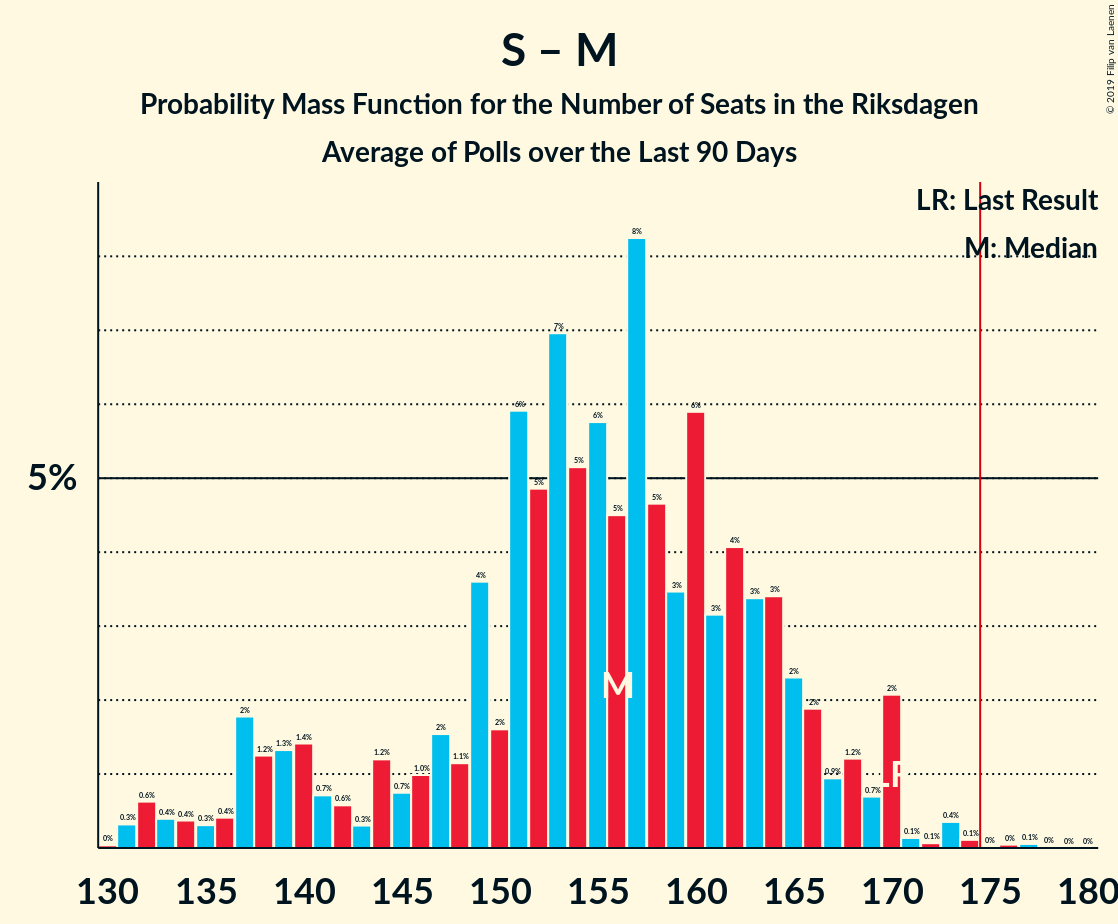 S – M
Probability Mass Function for the Number of Seats in the Riksdagen
Average of Polls over the Last 90 Days
© 2019 Filip van Laenen
LR: Last Result
M: Median
5%
0% 0.3% 0.6% 0.4% 0.4% 0.3% 0.4% 2% 1.2% 1.3% 1.4% 0.7% 0.6% 0.3% 1.2% 0.7% 1.0% 2% 1.1% 4% 2% 6% 5% 7% 5% 6% 5% 8% 5% 3% 6% 3% 4% 3% 3% 2% 2% 0.9% 1.2% 0.7% 2% 0.1% 0.1% 0.4% 0.1% 0% 0% 0.1% 0% 0% 0%
M
LR
130 135 140 145 150 155 160 165 170 175 180